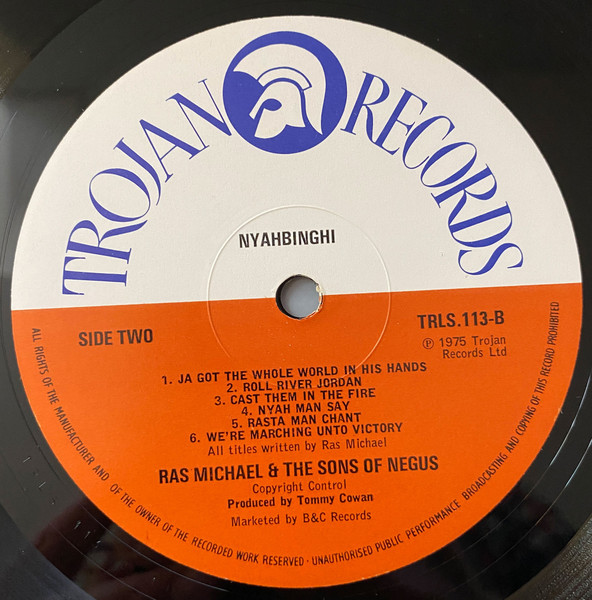 TROJAN RECORDS
NYAHBINGHI
SIDE TWO
TRLS.113-B
℗ 1975 Trojan
Records Ltd
1. JA GOT THE WHOLE WORLD IN HIS HANDS
2. ROLL RIVER JORDAN
3. CAST THEM IN THE FIRE
4. NYAH MAN SAY
5. RASTA MAN CHANT
6. WE'RE MARCHING UNTO VICTORY
All titles written by Ras Michael
RAS MICHAEL & THE SONS OF NEGUS
Copyright Control
Produced by Tommy Cowan
Marketed by B&C Records
ALL RIGHTS OF THE MANUFACTURER AND OF THE OWNER OF THE RECORDED WORK RESERVED · UNAUTHORISED PUBLIC PERFORMANCE BROADCASTING AND COPYING OF THIS RECORD PROHIBITED